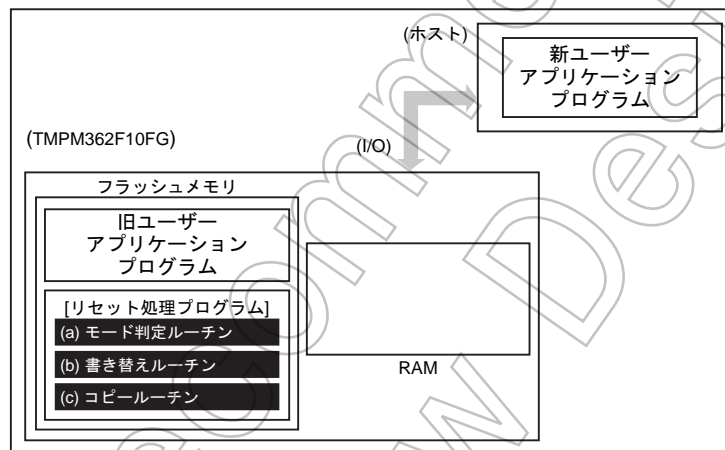 (ホスト)
新ユーザー
アプリケーション
プログラム
(TMPM362F10FG)
(I/O)
フラッシュメモリ
旧ユーザー
アプリケーション
プログラム
[リセット処理プログラム]
(a) モード判定ルーチン
(b) 書き替えルーチン
(c) コピールーチン
RAM